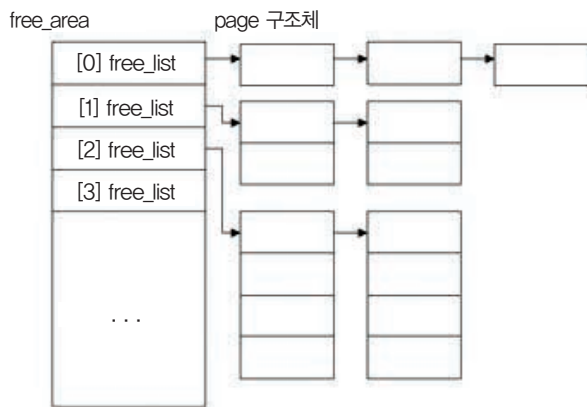 free_area
page 구조체
[0] free_list
[1] free_list
[2] free_list
[3] free_list
...